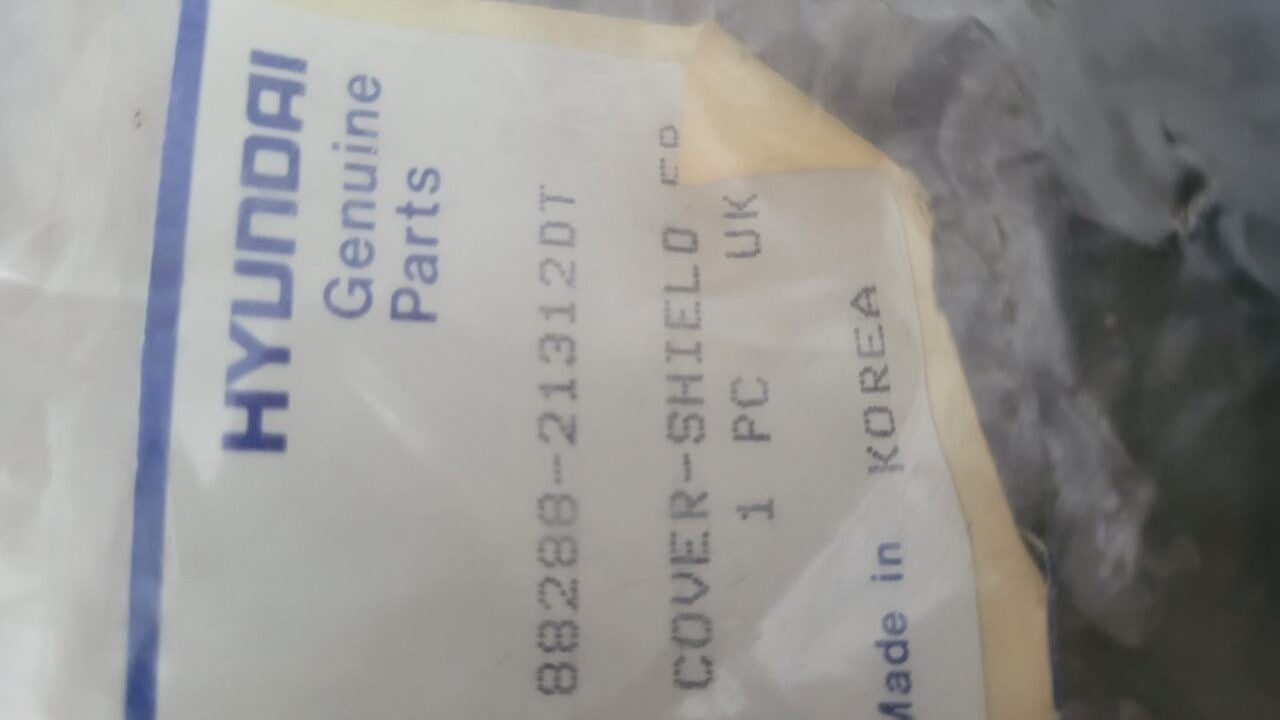 HYUNDAI
Genuine
Parts
88288-21312DT
COVER-SHIELD
1 PC UK
Made in KOREA